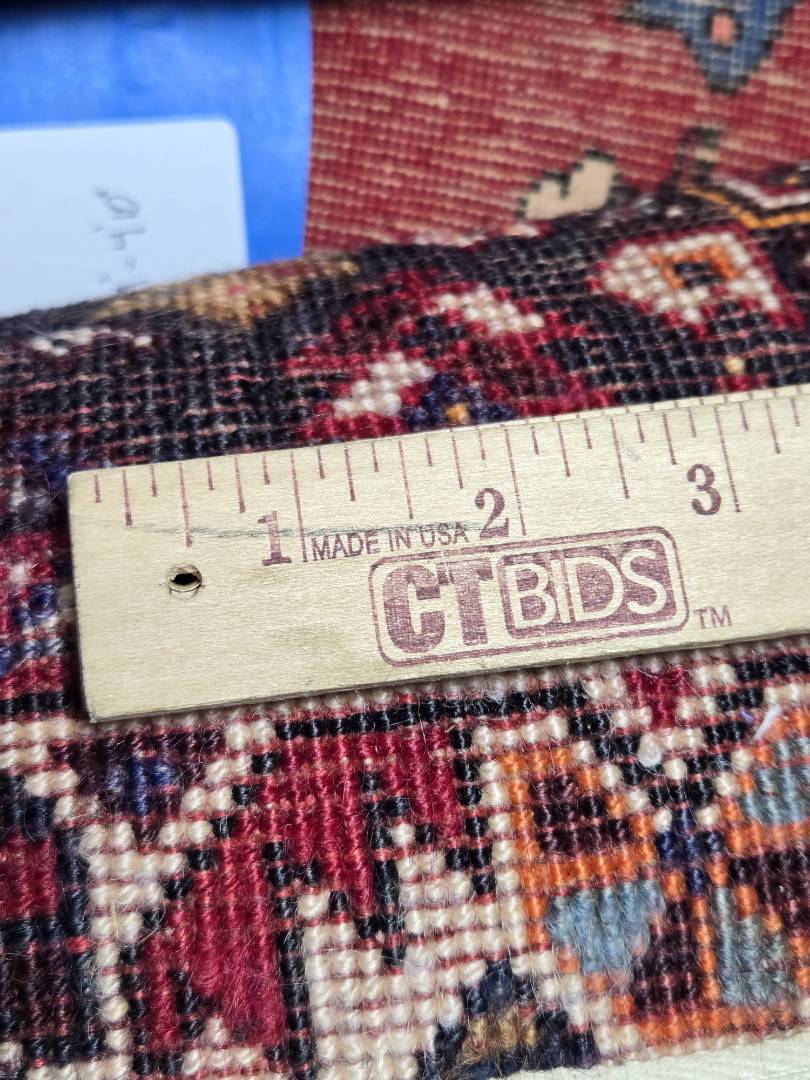 1 2 3
MADE IN USA
CTBIDS TM